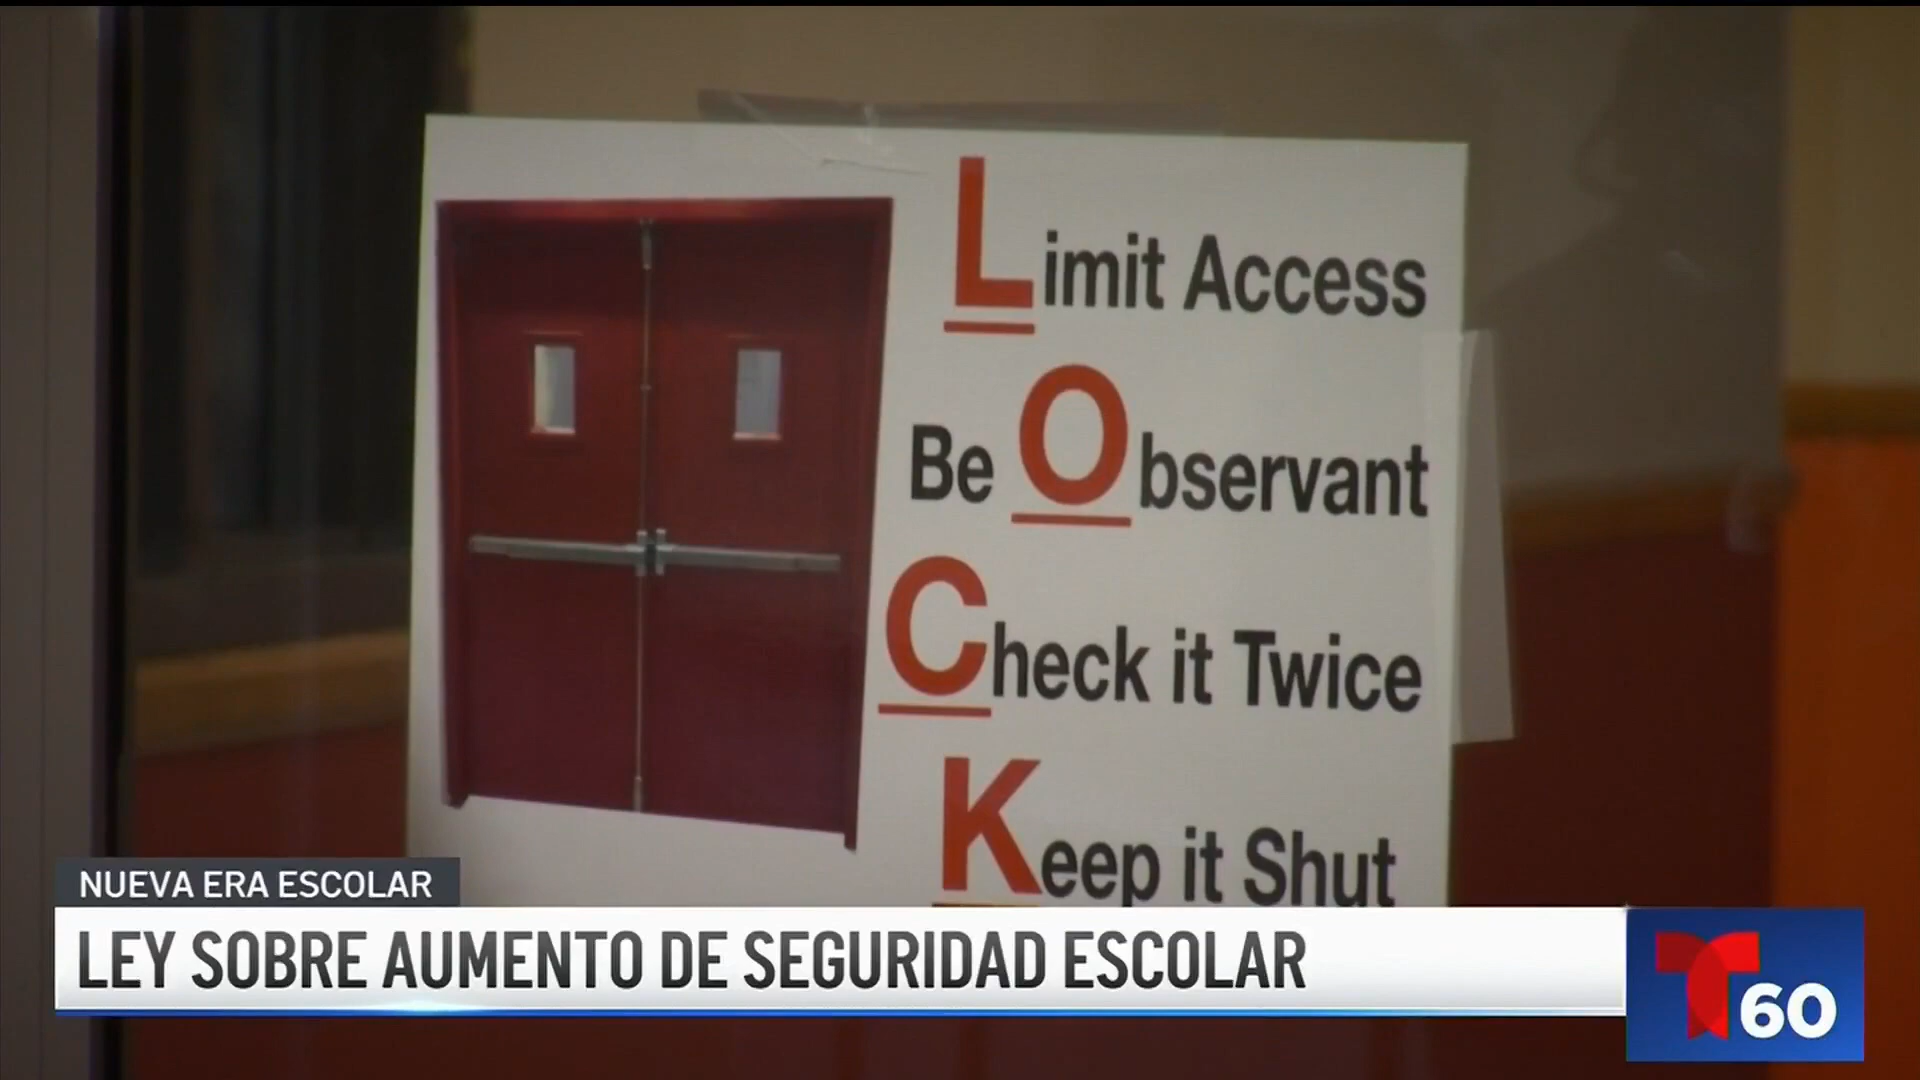 Limit Access
Be Observant
Check it Twice
Keep it Shut
NUEVA ERA ESCOLAR
LEY SOBRE AUMENTO DE SEGURIDAD ESCOLAR
T 60